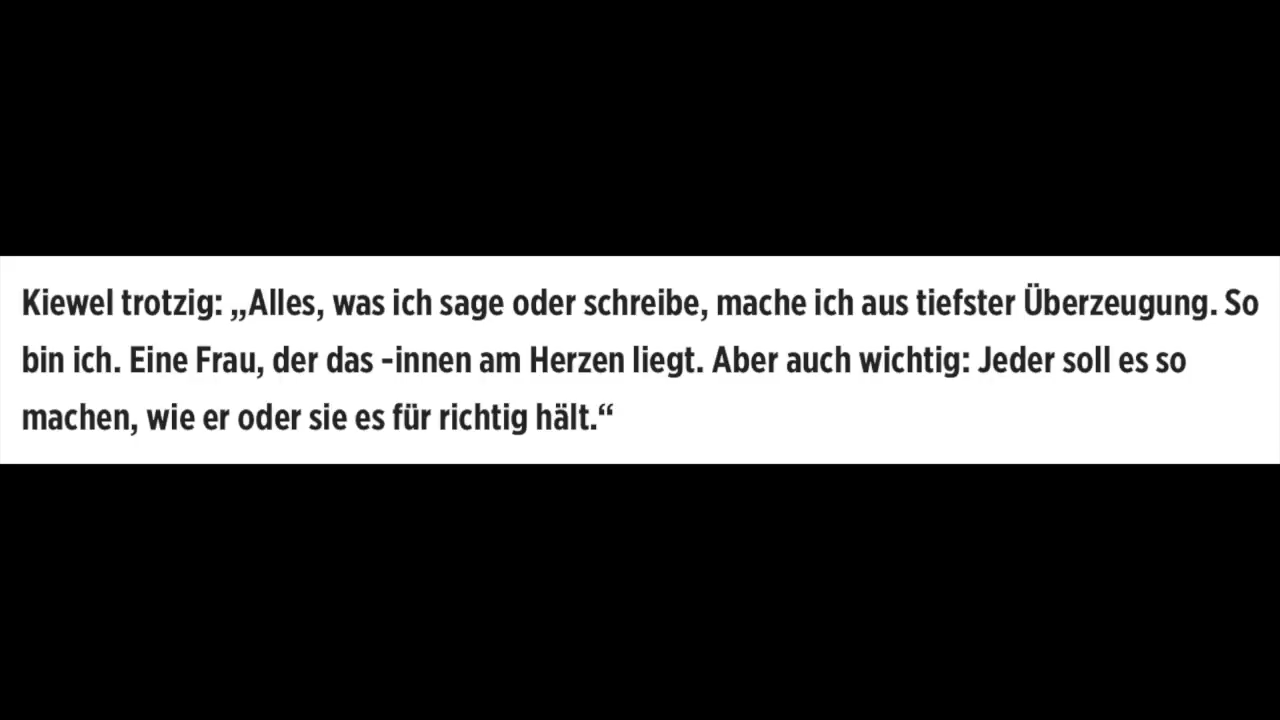 Kiewel trotzig: „Alles, was ich sage oder schreibe, mache ich aus tiefster Überzeugung. So
bin ich. Eine Frau, der das -innen am Herzen liegt. Aber auch wichtig: Jeder soll es so
machen, wie er oder sie es für richtig hält.“